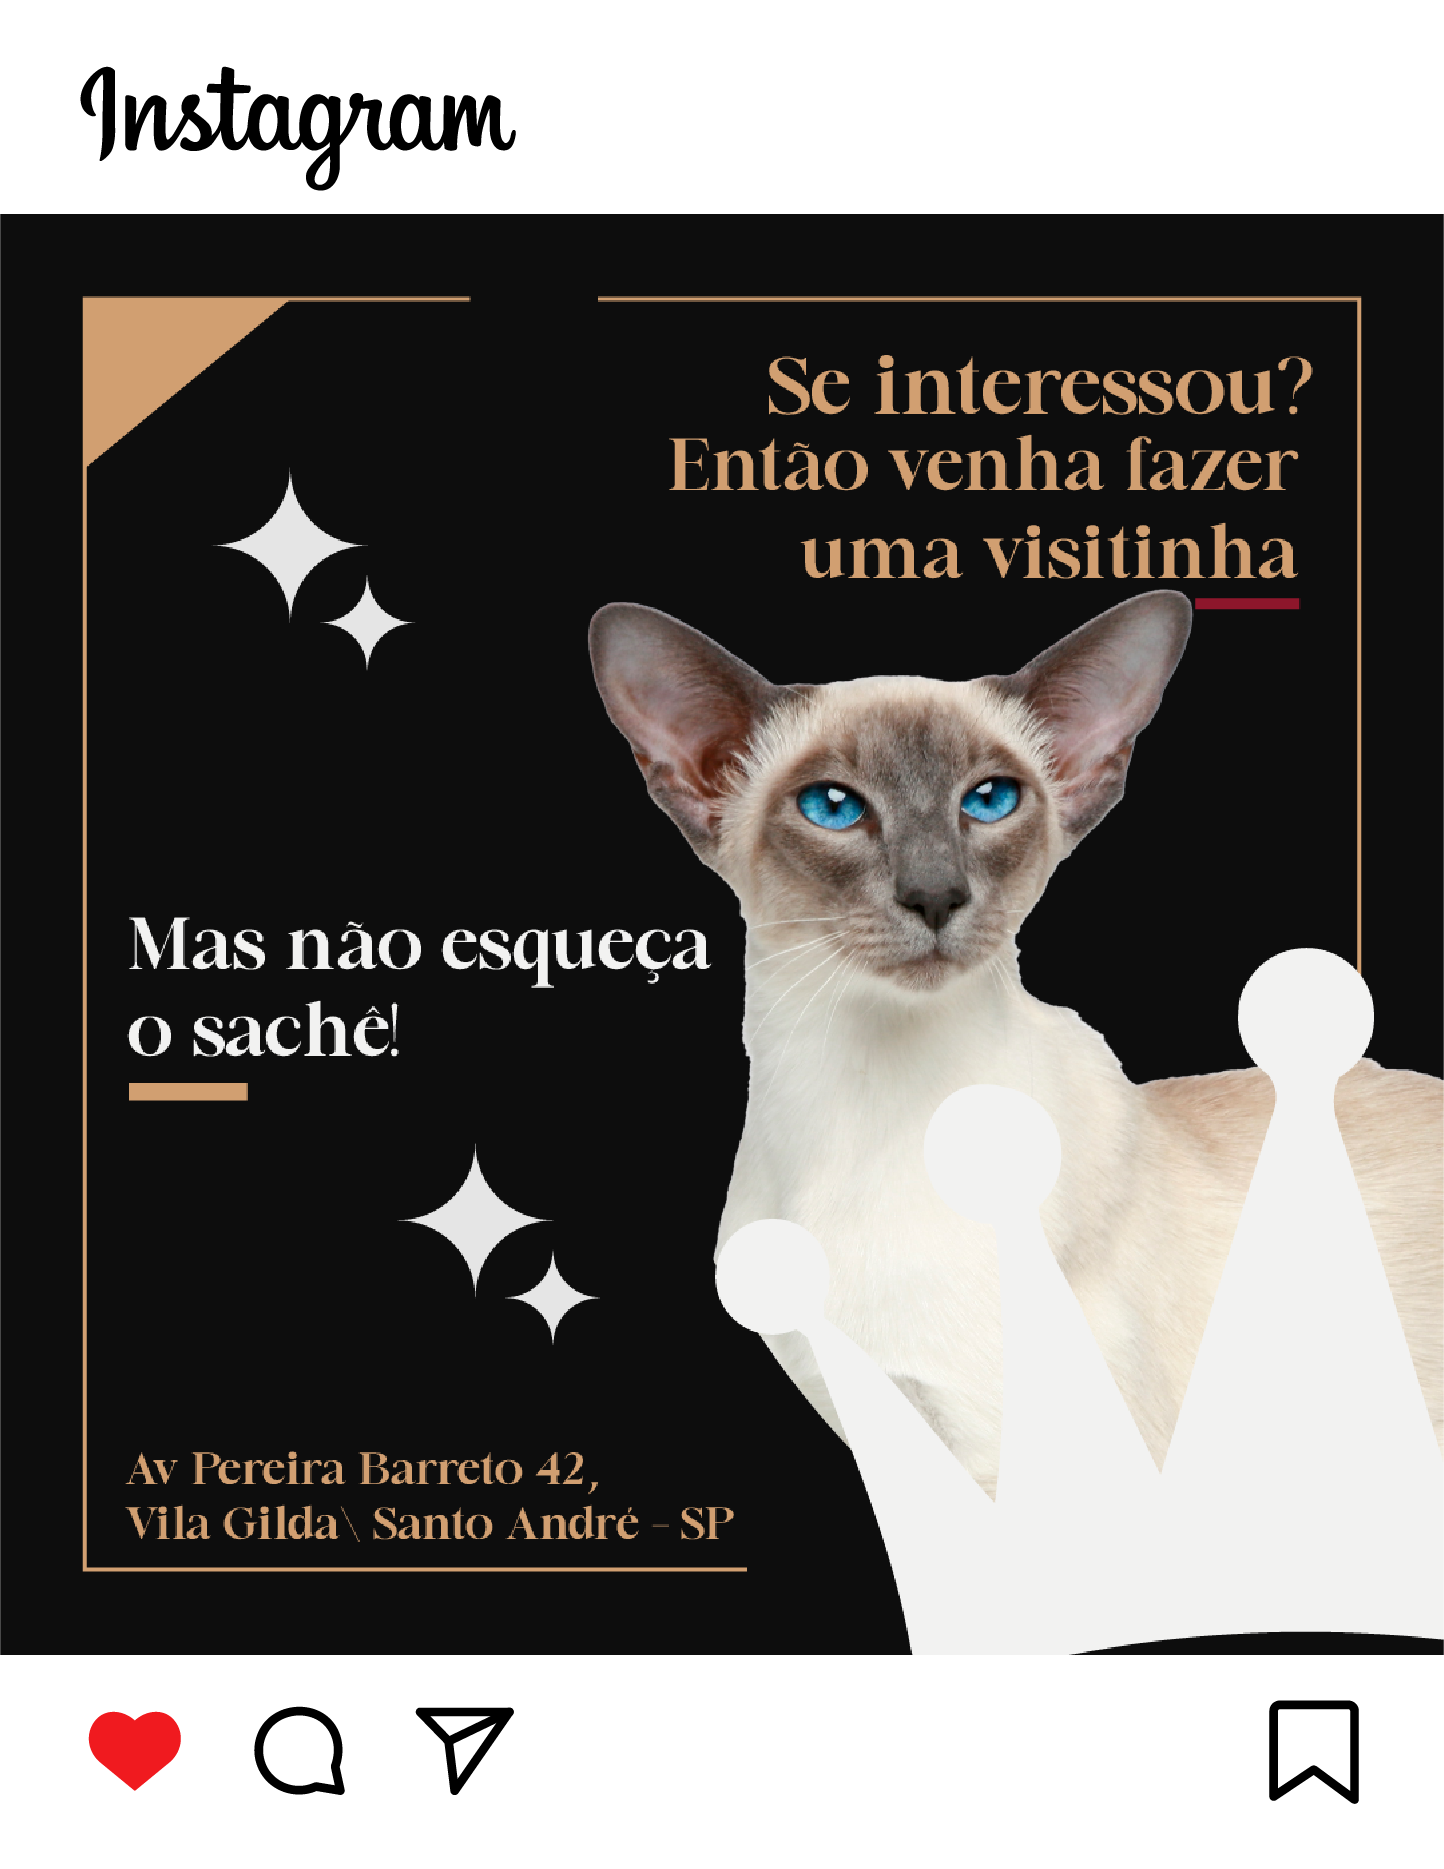 Instagram
Se interessou?
Então venha fazer
uma visitinha
Mas não esqueça
o sachê!
Av Pereira Barreto 42,
Vila Gilda\ Santo André - SP